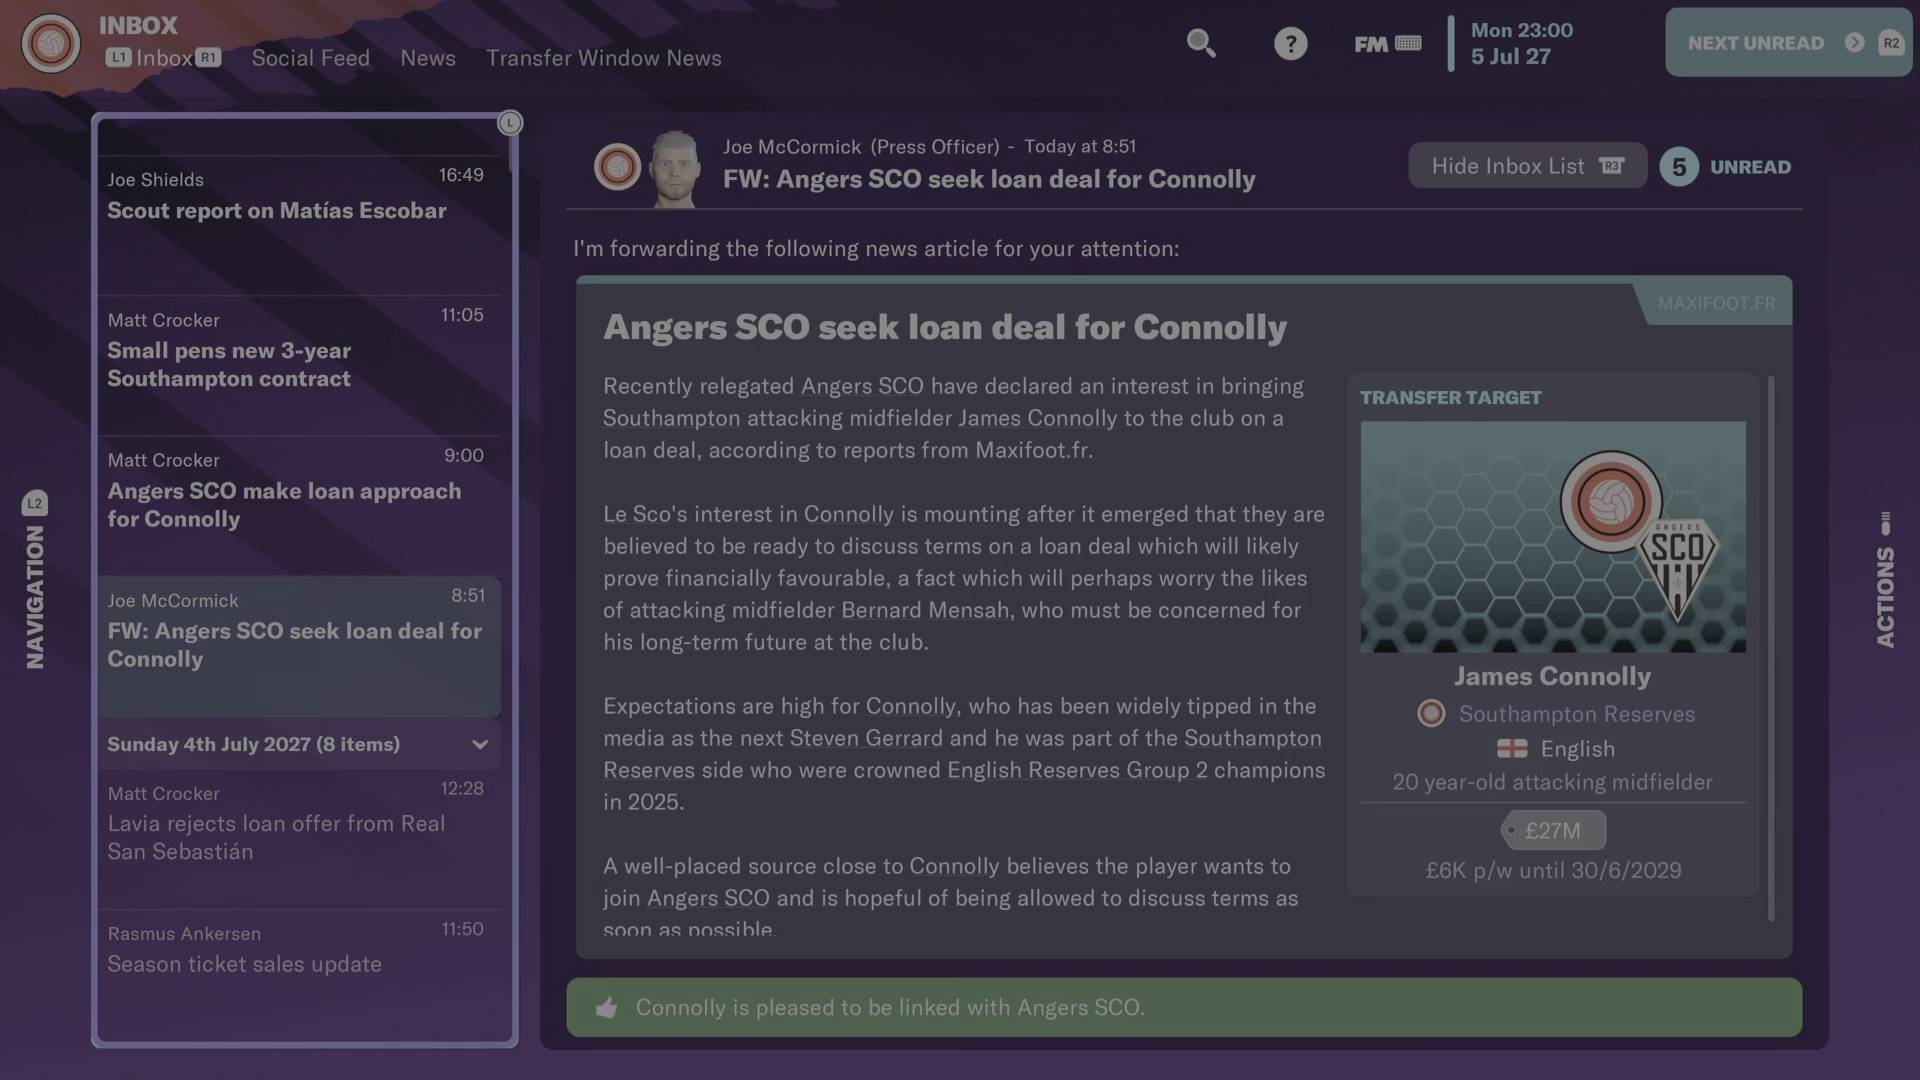 INBOX
L1 Inbox R1 Social Feed News Transfer Window News
? FM
Mon 23:00
5 Jul 27
NEXT UNREAD R2
L
Joe Shields 16:49
Scout report on Matías Escobar
Matt Crocker 11:05
Small pens new 3-year
Southampton contract
Matt Crocker 9:00
Angers SCO make loan approach
for Connolly
Joe McCormick 8:51
FW: Angers SCO seek loan deal for
Connolly
Sunday 4th July 2027 (8 items)
Matt Crocker 12:28
Lavia rejects loan offer from Real
San Sebastián
Rasmus Ankersen 11:50
Season ticket sales update
L2
NAVIGATION
Joe McCormick (Press Officer) - Today at 8:51
FW: Angers SCO seek loan deal for Connolly
Hide Inbox List R3
5 UNREAD
I'm forwarding the following news article for your attention:
MAXIFOOT.FR
Angers SCO seek loan deal for Connolly
Recently relegated Angers SCO have declared an interest in bringing
Southampton attacking midfielder James Connolly to the club on a
loan deal, according to reports from Maxifoot.fr.
Le Sco's interest in Connolly is mounting after it emerged that they are
believed to be ready to discuss terms on a loan deal which will likely
prove financially favourable, a fact which will perhaps worry the likes
of attacking midfielder Bernard Mensah, who must be concerned for
his long-term future at the club.
Expectations are high for Connolly, who has been widely tipped in the
media as the next Steven Gerrard and he was part of the Southampton
Reserves side who were crowned English Reserves Group 2 champions
in 2025.
A well-placed source close to Connolly believes the player wants to
join Angers SCO and is hopeful of being allowed to discuss terms as
soon as possible.
TRANSFER TARGET
ANGERS
SCO
James Connolly
Southampton Reserves
English
20 year-old attacking midfielder
£27M
£6K p/w until 30/6/2029
Connolly is pleased to be linked with Angers SCO.
ACTIONS